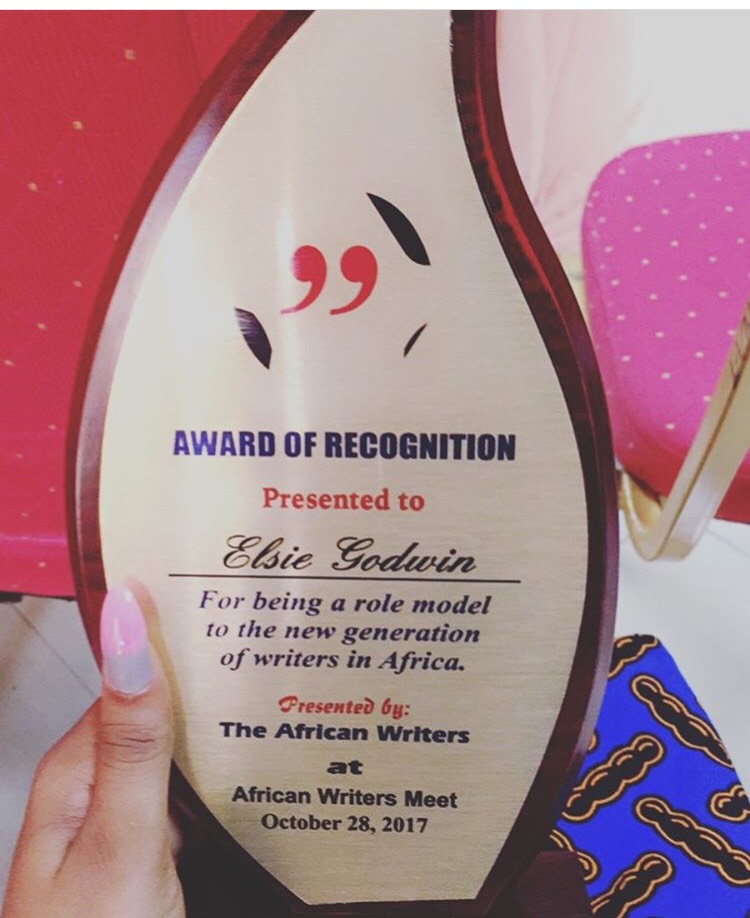 ”
AWARD OF RECOGNITION
Presented to
Elsie Godwin
For being a role model
to the new generation
of writers in Africa.
Presented by:
The African Writers
at
African Writers Meet
October 28, 2017